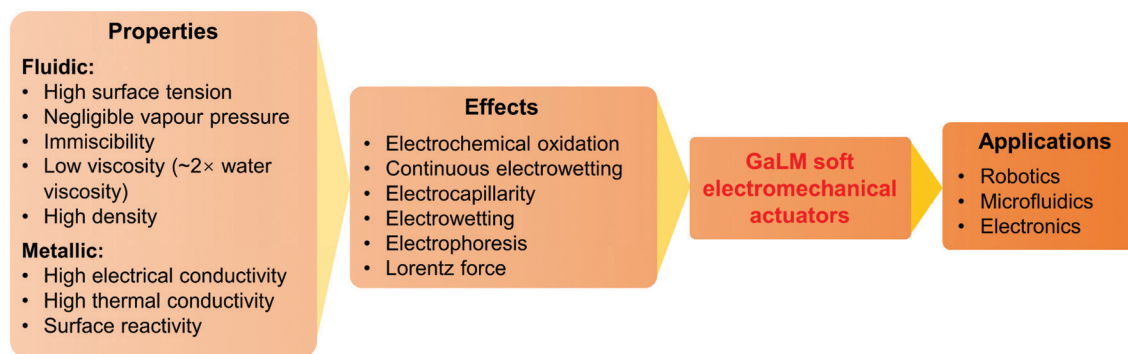 Properties
Fluidic:
• High surface tension
• Negligible vapour pressure
• Immiscibility
• Low viscosity (~2× water
viscosity)
• High density
Metallic:
• High electrical conductivity
• High thermal conductivity
• Surface reactivity
Effects
• Electrochemical oxidation
• Continuous electrowetting
• Electrocapillarity
• Electrowetting
• Electrophoresis
• Lorentz force
GaLM soft
electromechanical
actuators
Applications
• Robotics
• Microfluidics
• Electronics